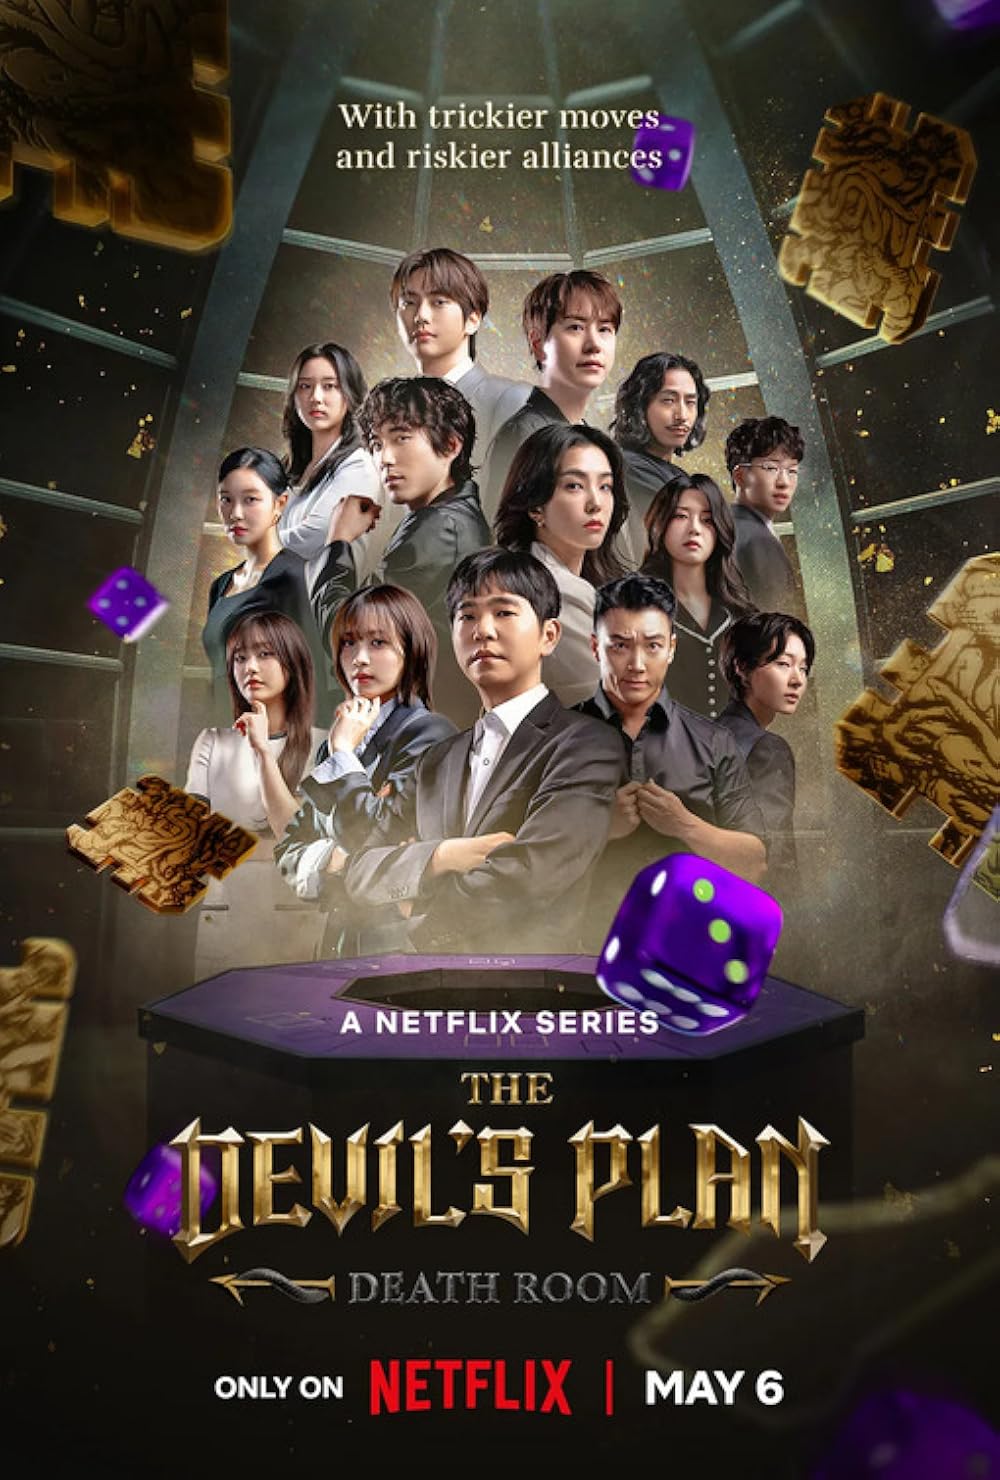 With trickier moves
and riskier alliances
A NETFLIX SERIES
THE
DEVIL'S PLAN
DEATH ROOM
ONLY ON NETFLIX | MAY 6